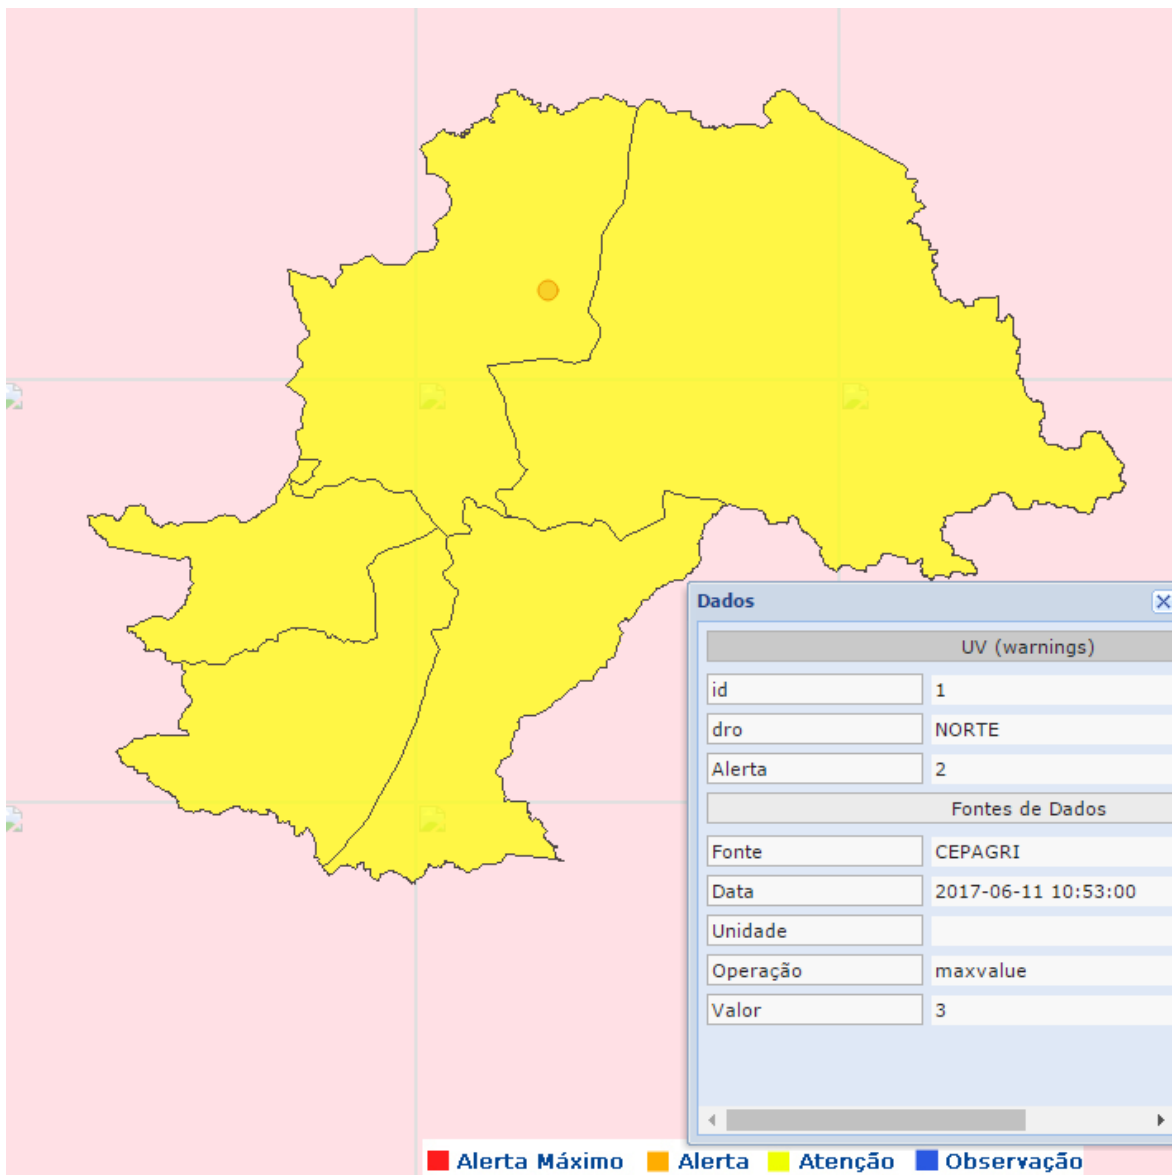 Dados
UV (warnings)
id 1
dro NORTE
Alerta 2
Fontes de Dados
Fonte CEPAGRI
Data 2017-06-11 10:53:00
Unidade
Operação maxvalue
Valor 3
Alerta Máximo Alerta Atenção Observação